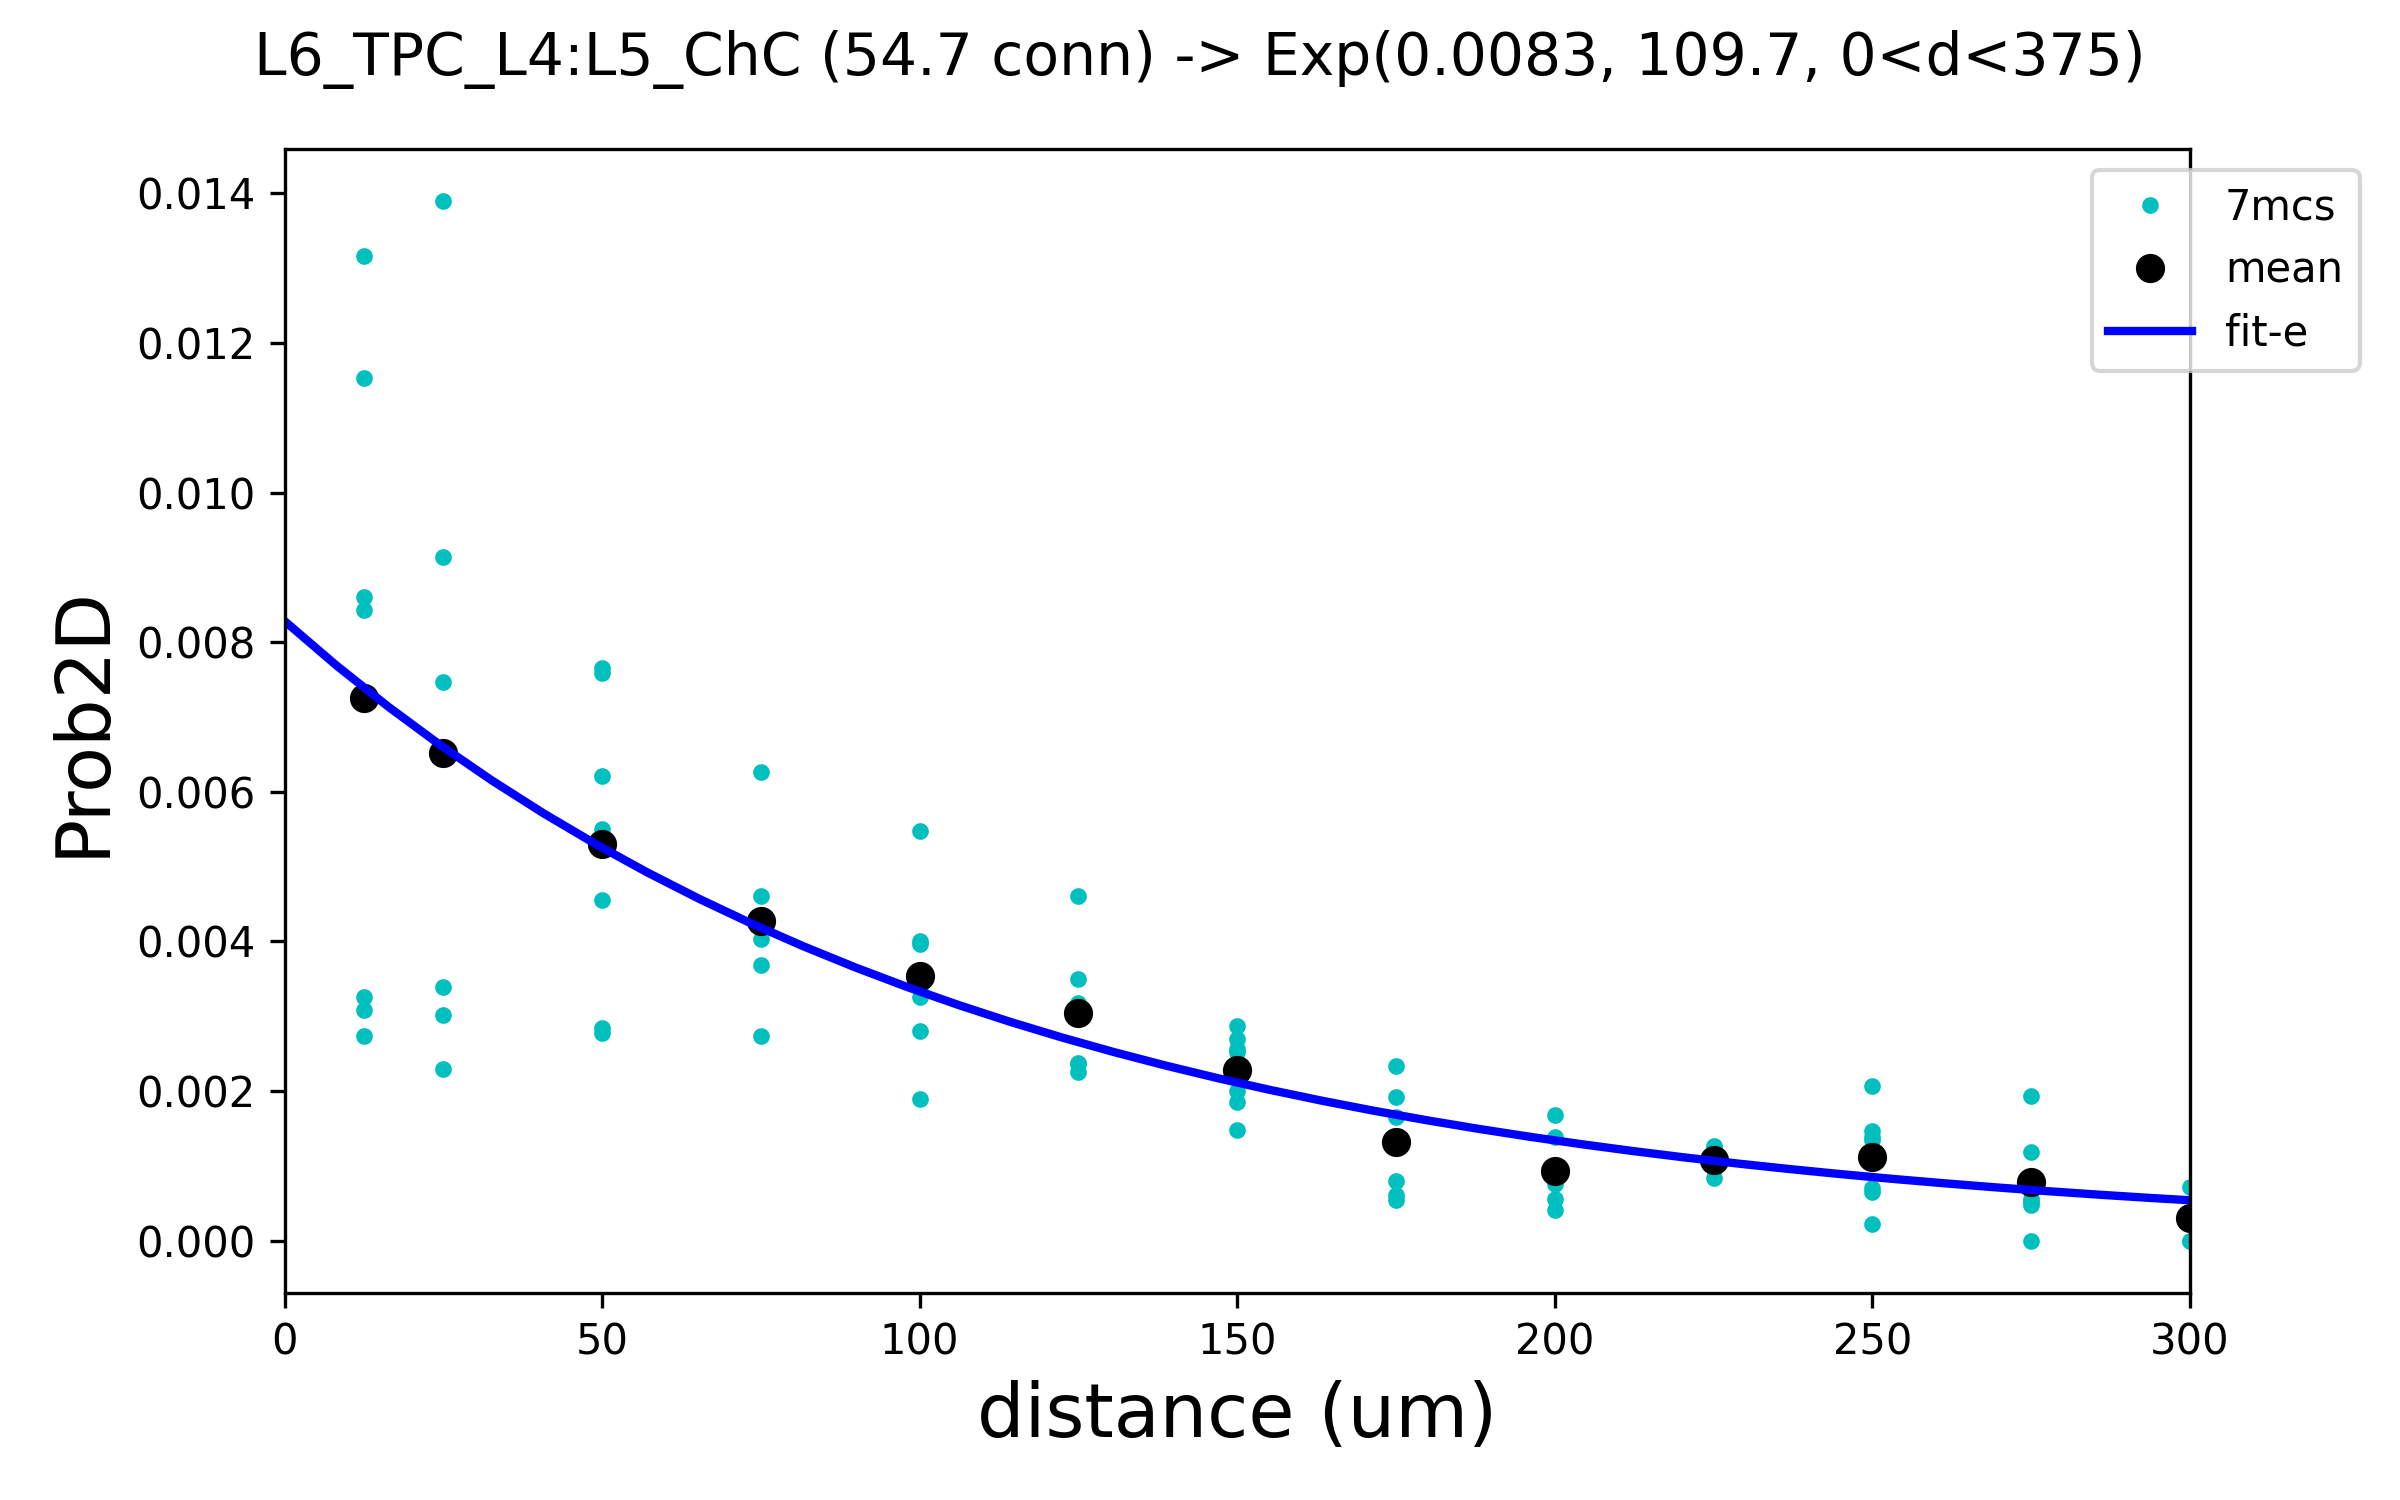 L6_TPC_L4:L5_ChC (54.7 conn) -> Exp(0.0083, 109.7, 0<d<375)
0.014
0.012
0.010
0.008
0.006
0.004
0.002
0.000
Prob2D
7mcs
mean
fit-e
0 50 100 150 200 250 300
distance (um)